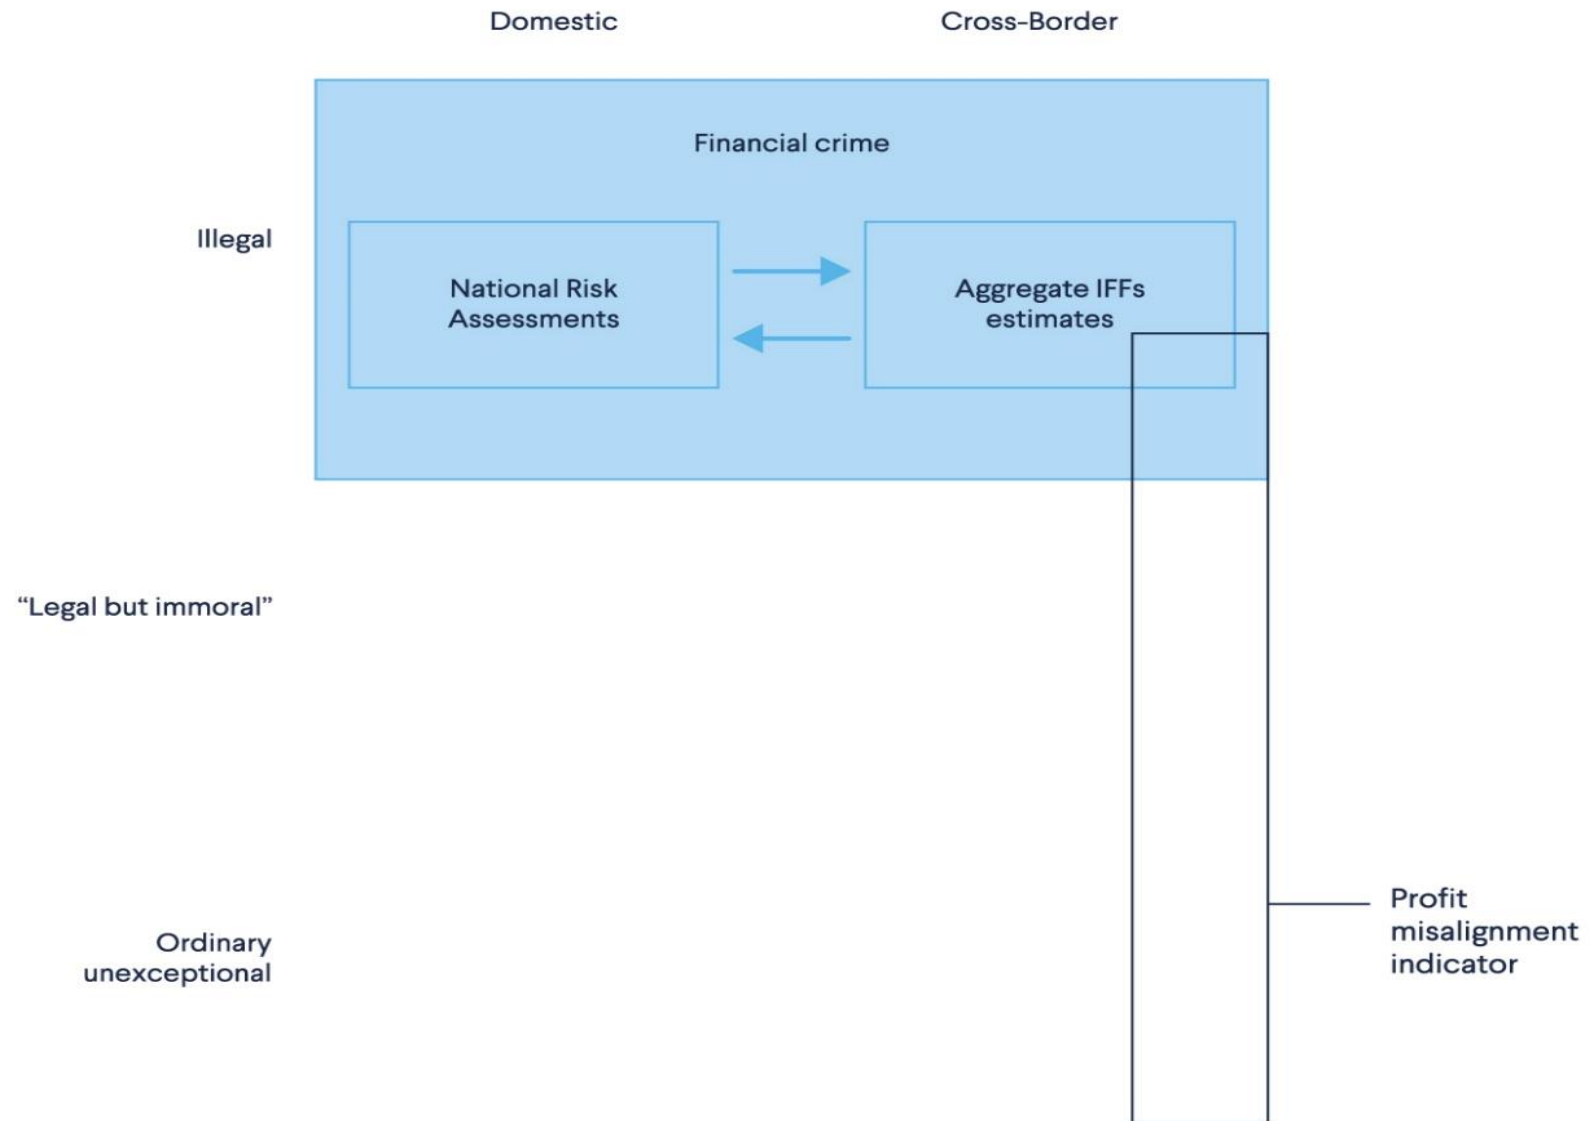 Domestic
Cross-Border
Financial crime
Illegal
National Risk
Assessments
Aggregate IFFs
estimates
“Legal but immoral”
Ordinary
unexceptional
Profit
misalignment
indicator